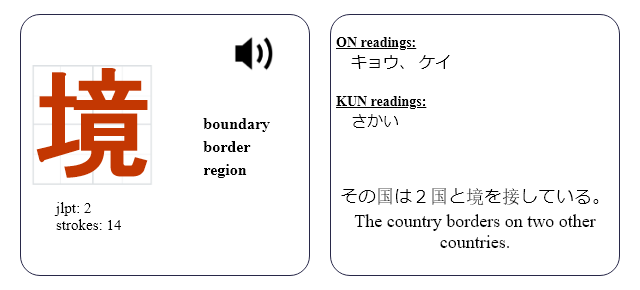 境
boundary
border
region
jlpt: 2
strokes: 14
ON readings:
キョウ、 ケイ
KUN readings:
さかい
その国は２国と境を接している。
The country borders on two other
countries.